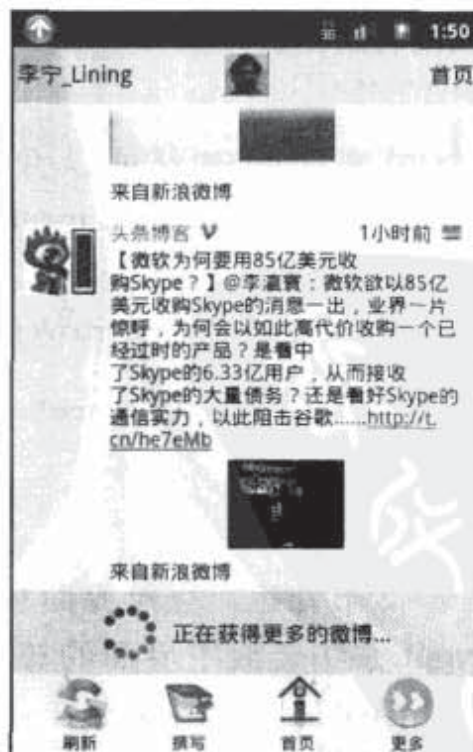 1:50
李宁_Lining
首页
来自新浪微博
头条博客 V
1小时前
【微软为何要用85亿美元收
购Skype？】@李瀛寰：微软欲以85亿
美元收购Skype的消息一出，业界一片
惊呼，为何会以如此高代价收购一个已
经过时的产品？是看中
了Skype的6.33亿用户，从而接收
了Skype的大量债务？还是看好Skype的
通信实力，以此阻击谷歌......http://t.
cn/he7eMb
来自新浪微博
正在获得更多的微博...
刷新
撰写
首页
更多